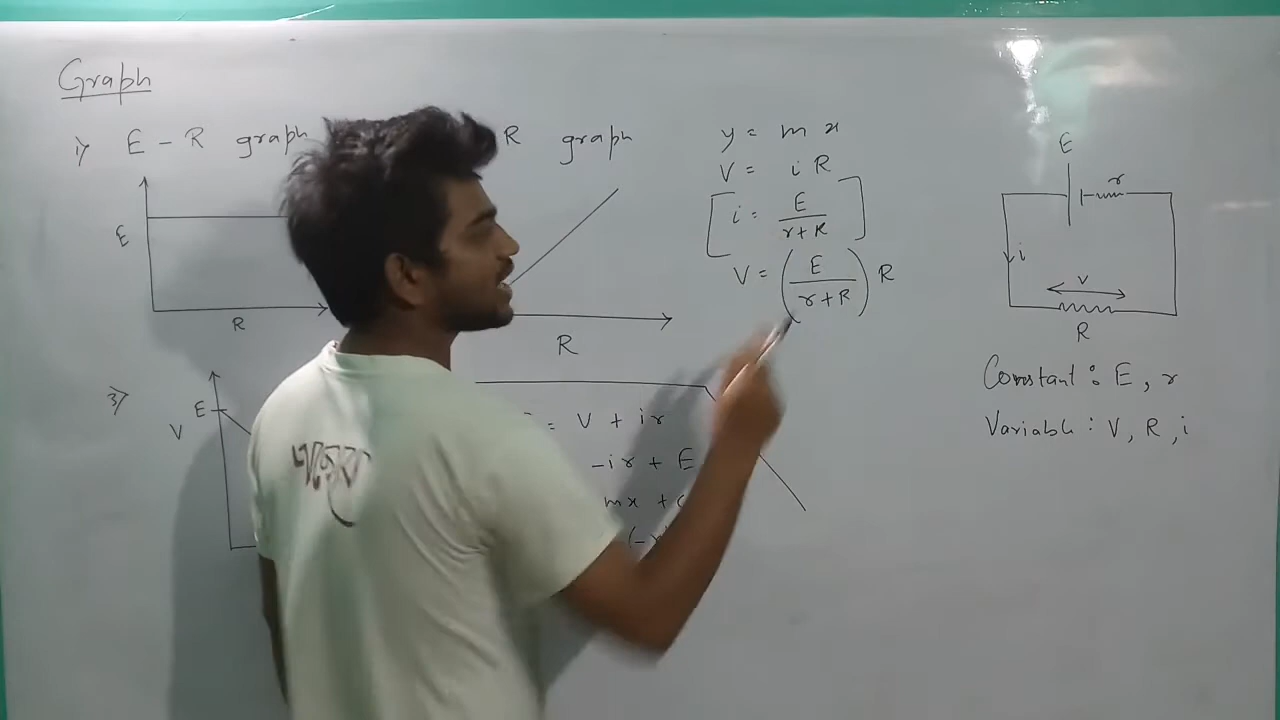 Graph
1) E - R graph
R graph
E
R
R
3)
E
V
= V + ir
-ir + E
mx + c
(-r)
y = m x
V = i R
[i = E / r+R]
V = (E / r+R) R
E
r
i
V
R
Constant : E, r
Variable : V, R, i